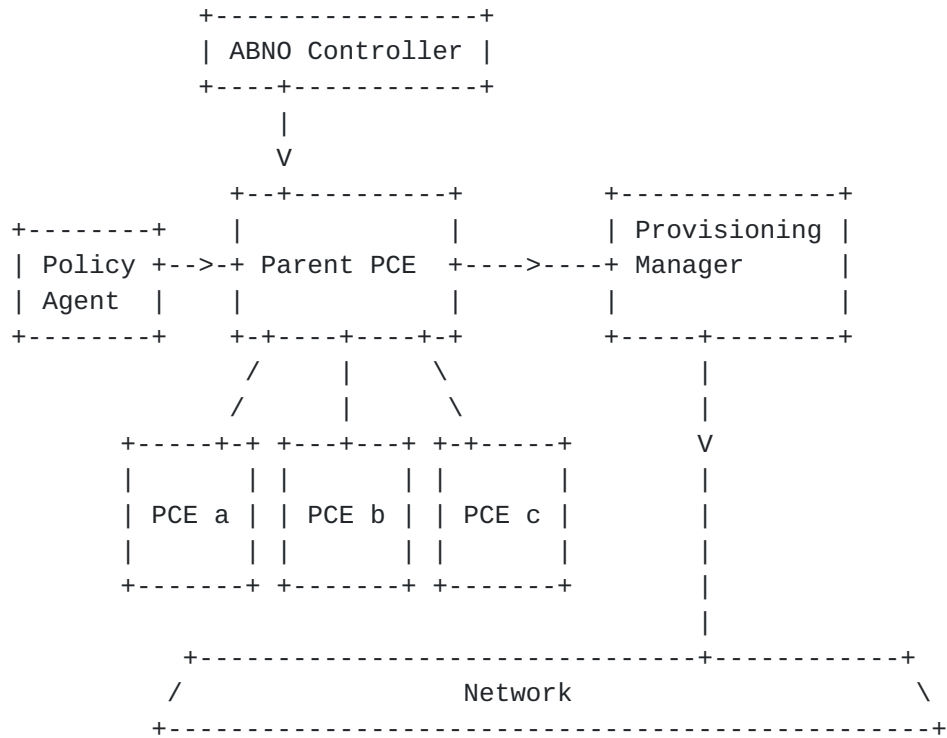 ABNO Controller
V
Provisioning
Policy Parent PCE Manager
Agent
V
PCE a PCE b PCE c
Network